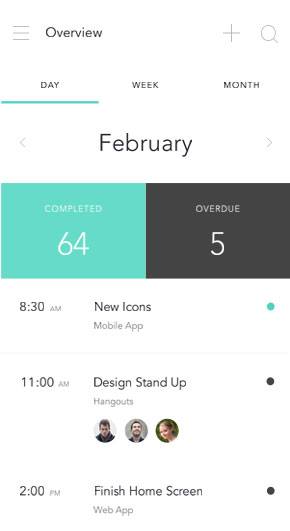 Overview
DAY WEEK MONTH
February
COMPLETED OVERDUE
64 5
8:30 AM New Icons
Mobile App
11:00 AM Design Stand Up
Hangouts
2:00 PM Finish Home Screen
Web App